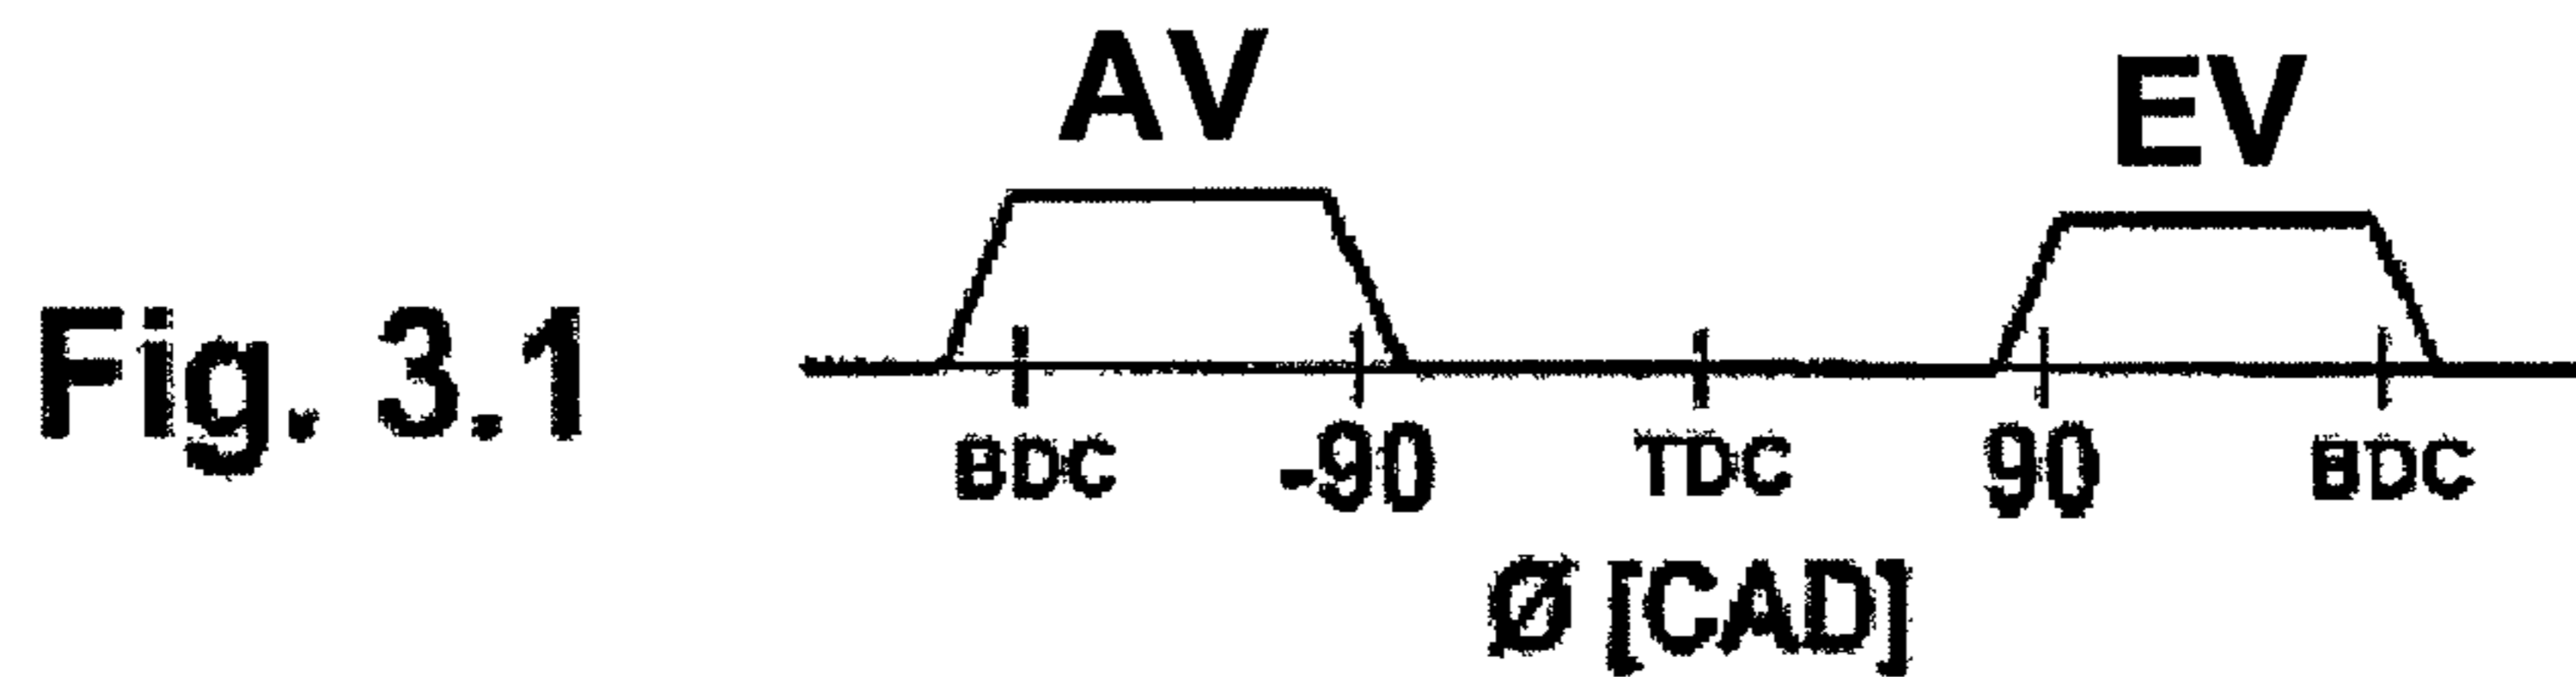 AV
EV
Fig. 3.1
BDC -90 TDC 90 BDC
Ø [CAD]